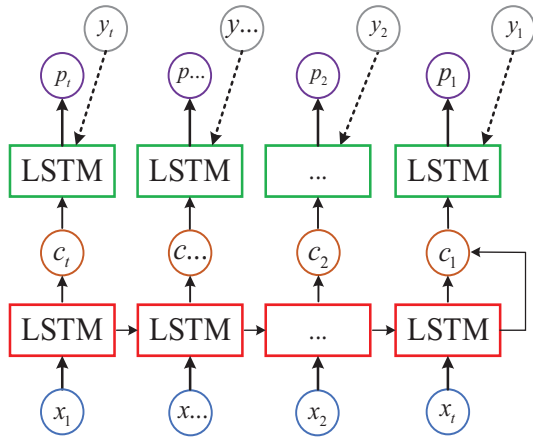 y_t y... y_2 y_1
p_t p... p_2 p_1
LSTM LSTM ... LSTM
c_t c... c_2 c_1
LSTM LSTM ... LSTM
x_1 x... x_2 x_t